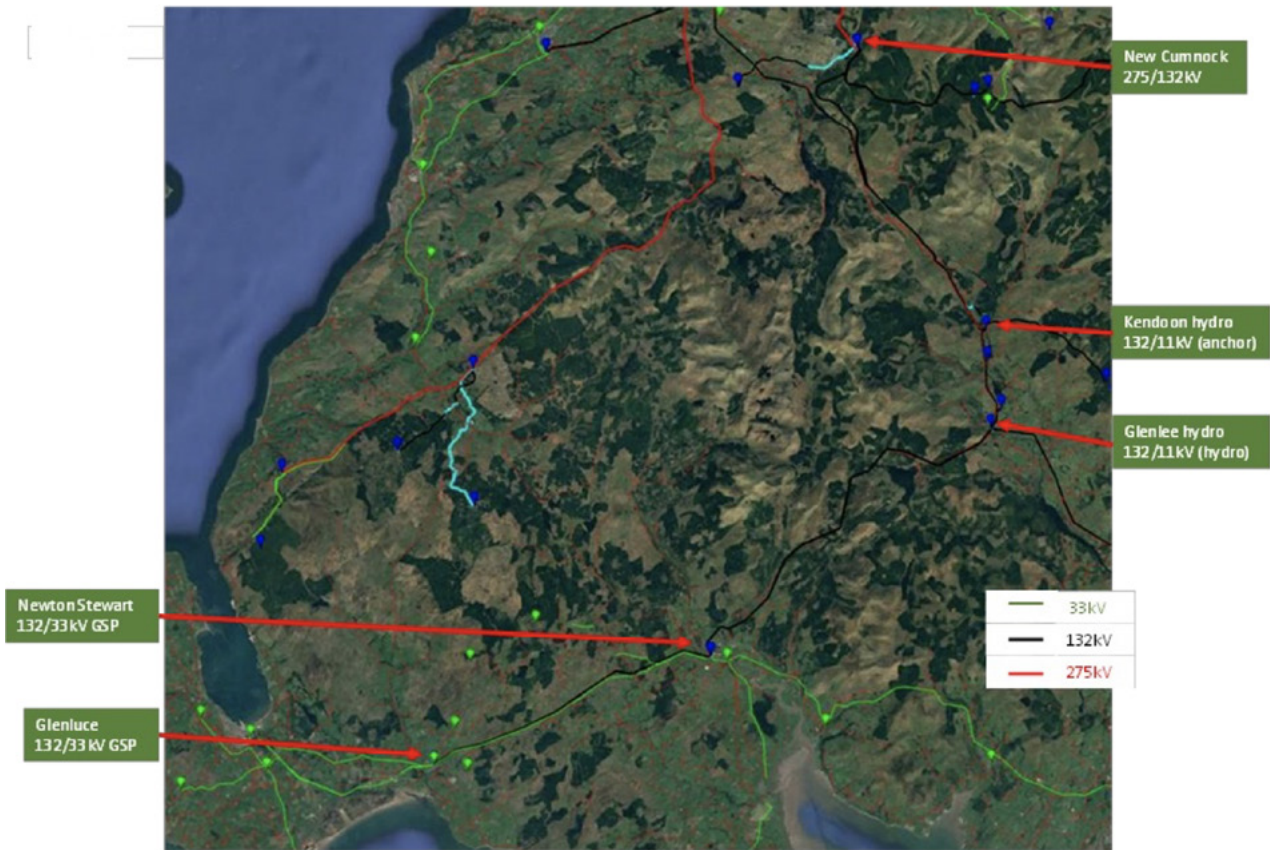 New Cumnock
275/132kV
Kendoon hydro
132/11kV (anchor)
Glenlee hydro
132/11kV (hydro)
Newton Stewart
132/33kV GSP
33kV
132kV
275kV
Glenluce
132/33kV GSP